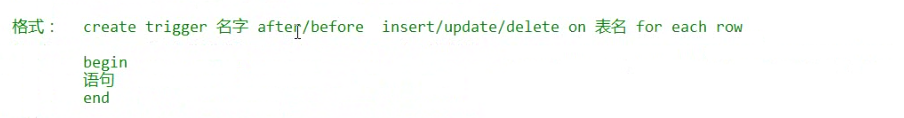 格式： create trigger 名字 after/before insert/update/delete on 表名 for each row
begin
语句
end